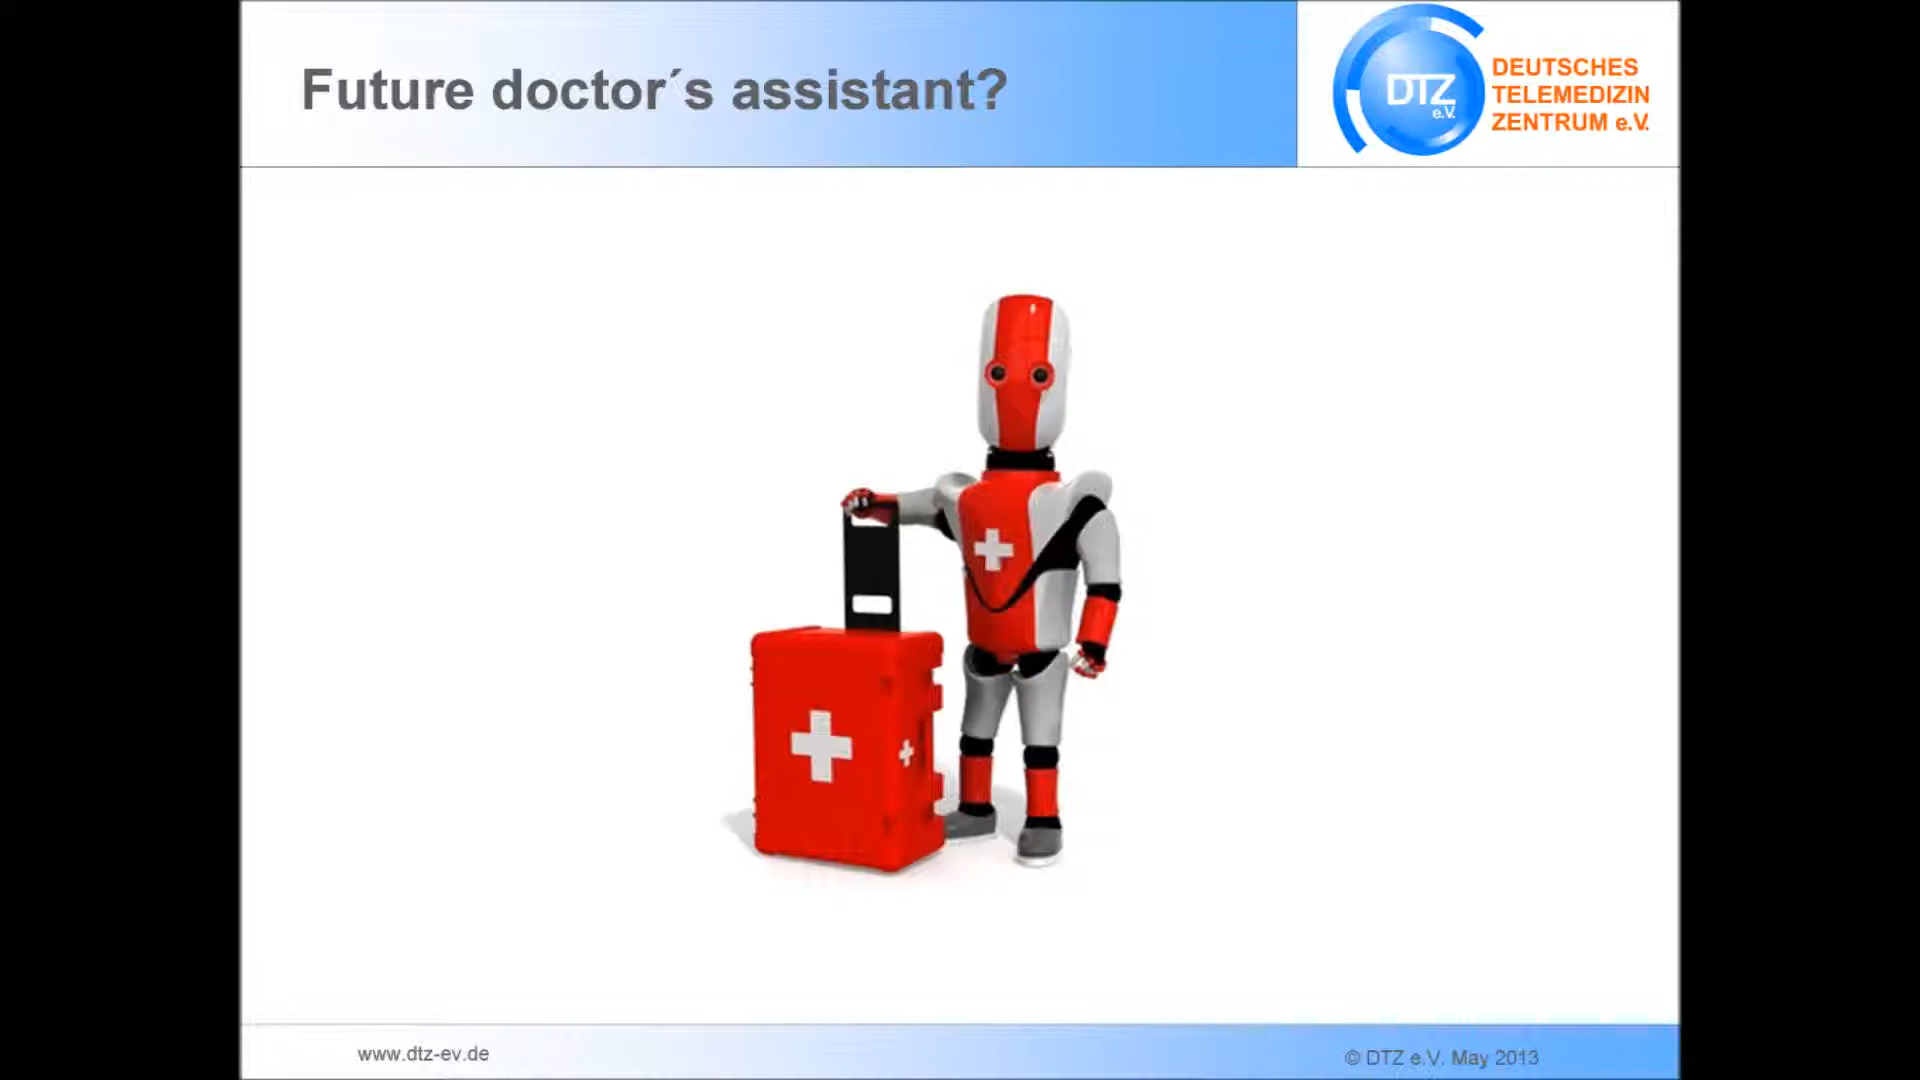 Future doctor´s assistant?
DTZ
e.V.
DEUTSCHES
TELEMEDIZIN
ZENTRUM e.V.
www.dtz-ev.de
© DTZ e.V. May 2013